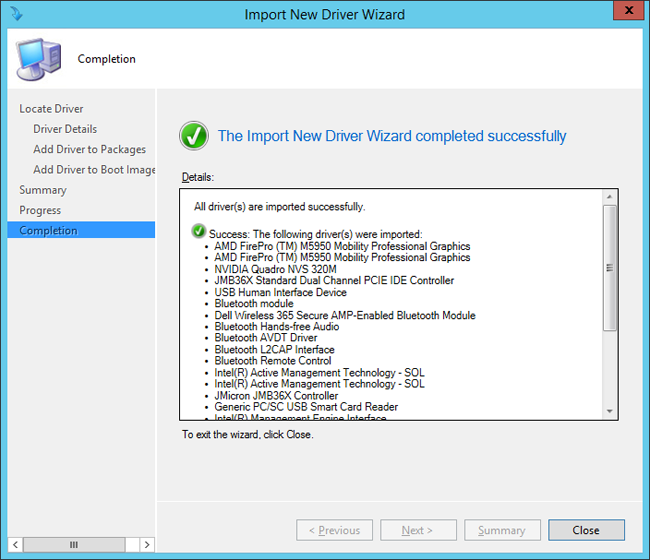 Import New Driver Wizard
Completion
Locate Driver
Driver Details
Add Driver to Packages
Add Driver to Boot Image
Summary
Progress
Completion
The Import New Driver Wizard completed successfully
Details:
All driver(s) are imported successfully.
Success: The following driver(s) were imported:
• AMD FirePro (TM) M5950 Mobility Professional Graphics
• AMD FirePro (TM) M5950 Mobility Professional Graphics
• NVIDIA Quadro NVS 320M
• JMB36X Standard Dual Channel PCIE IDE Controller
• USB Human Interface Device
• Bluetooth module
• Dell Wireless 365 Secure AMP-Enabled Bluetooth Module
• Bluetooth Hands-free Audio
• Bluetooth AVDT Driver
• Bluetooth L2CAP Interface
• Bluetooth Remote Control
• Intel(R) Active Management Technology - SOL
• Intel(R) Active Management Technology - SOL
• JMicron JMB36X Controller
• Generic PC/SC USB Smart Card Reader
• Intel(R) Management Engine Interface
To exit the wizard, click Close.
< Previous
Next >
Summary
Close